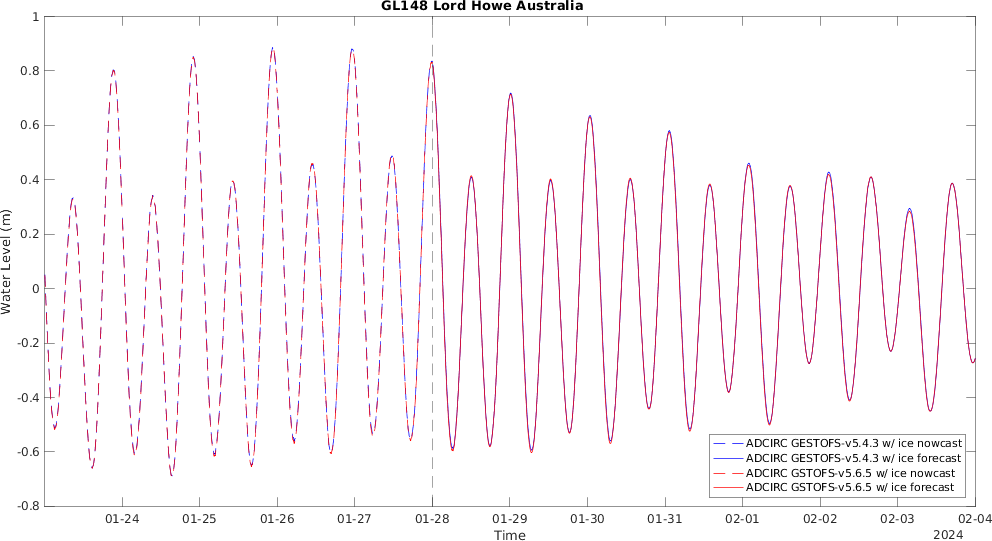 GL148 Lord Howe Australia
1
0.8
0.6
0.4
0.2
0
-0.2
-0.4
-0.6
-0.8
Water Level (m)
ADCIRC GESTOFS-v5.4.3 w/ ice nowcast
ADCIRC GESTOFS-v5.4.3 w/ ice forecast
ADCIRC GSTOFS-v5.6.5 w/ ice nowcast
ADCIRC GSTOFS-v5.6.5 w/ ice forecast
01-24 01-25 01-26 01-27 01-28 01-29 01-30 01-31 02-01 02-02 02-03 02-04
Time
2024